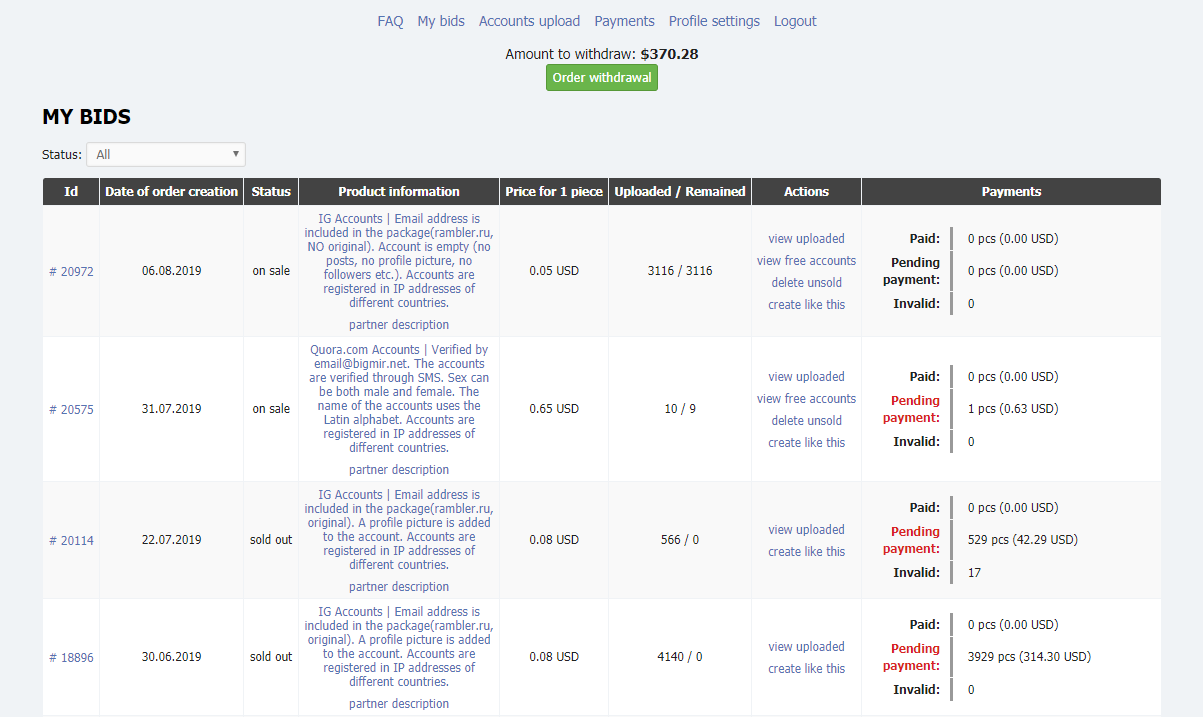 FAQ My bids Accounts upload Payments Profile settings Logout
Amount to withdraw: $370.28
Order withdrawal
MY BIDS
Status: All
Id Date of order creation Status Product information Price for 1 piece Uploaded / Remained Actions Payments
# 20972
06.08.2019
on sale
IG Accounts | Email address is
included in the package(rambler.ru,
NO original). Account is empty (no
posts, no profile picture, no
followers etc.). Accounts are
registered in IP addresses of
different countries.
partner description
0.05 USD
3116 / 3116
view uploaded
view free accounts
delete unsold
create like this
Paid: 0 pcs (0.00 USD)
Pending
payment: 0 pcs (0.00 USD)
Invalid: 0
# 20575
31.07.2019
on sale
Quora.com Accounts | Verified by
email@bigmir.net. The accounts
are verified through SMS. Sex can
be both male and female. The
name of the accounts uses the
Latin alphabet. Accounts are
registered in IP addresses of
different countries.
partner description
0.65 USD
10 / 9
view uploaded
view free accounts
delete unsold
create like this
Paid: 0 pcs (0.00 USD)
Pending
payment: 1 pcs (0.63 USD)
Invalid: 0
# 20114
22.07.2019
sold out
IG Accounts | Email address is
included in the package(rambler.ru,
original). A profile picture is added
to the account. Accounts are
registered in IP addresses of
different countries.
partner description
0.08 USD
566 / 0
view uploaded
create like this
Paid: 0 pcs (0.00 USD)
Pending
payment: 529 pcs (42.29 USD)
Invalid: 17
# 18896
30.06.2019
sold out
IG Accounts | Email address is
included in the package(rambler.ru,
original). A profile picture is added
to the account. Accounts are
registered in IP addresses of
different countries.
partner description
0.08 USD
4140 / 0
view uploaded
create like this
Paid: 0 pcs (0.00 USD)
Pending
payment: 3929 pcs (314.30 USD)
Invalid: 0